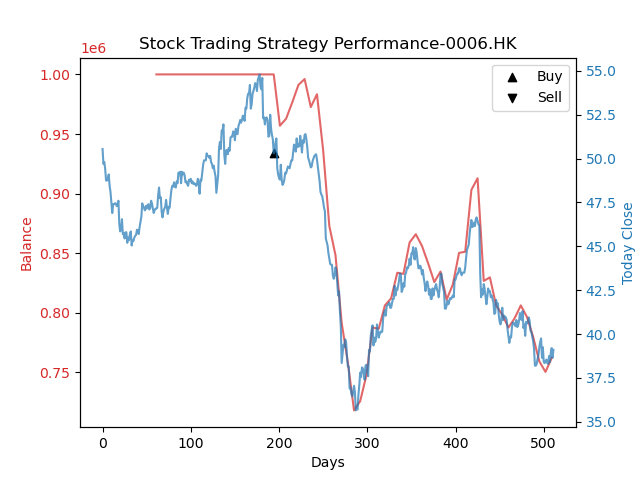 Stock Trading Strategy Performance-0006.HK
1e6
1.00
0.95
0.90
0.85
0.80
0.75
Balance
55.0
52.5
50.0
47.5
45.0
42.5
40.0
37.5
35.0
Today Close
Buy
Sell
0 100 200 300 400 500
Days